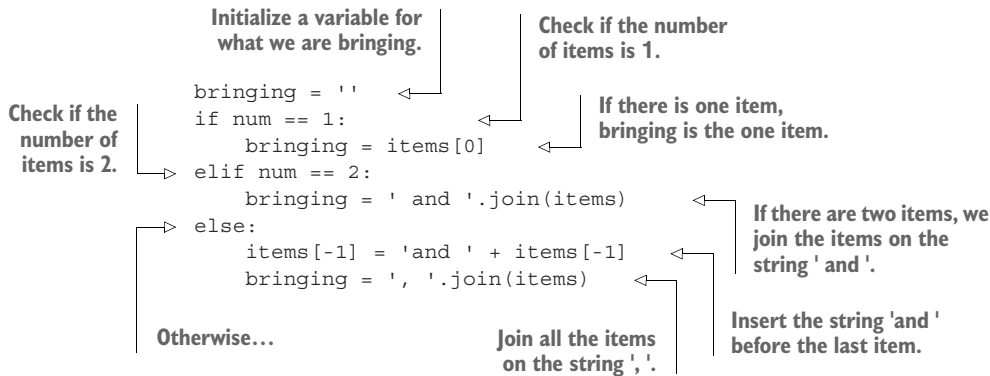 Initialize a variable for
what we are bringing.
Check if the number
of items is 1.
bringing = ''
if num == 1:
If there is one item,
bringing is the one item.
Check if the
number of
items is 2.
bringing = items[0]
elif num == 2:
bringing = ' and '.join(items)
If there are two items, we
join the items on the
string ' and '.
else:
items[-1] = 'and ' + items[-1]
bringing = ', '.join(items)
Otherwise…
Join all the items
on the string ', '.
Insert the string 'and '
before the last item.